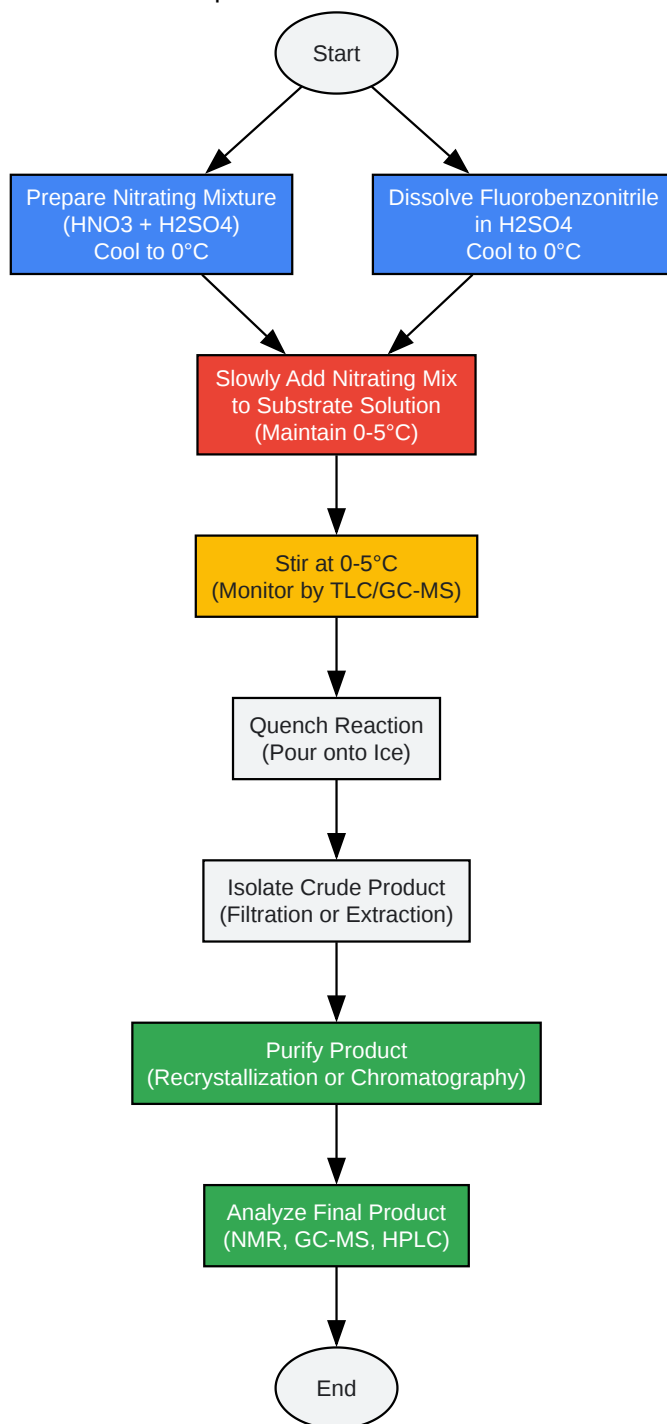 Start
Prepare Nitrating Mixture
(HNO3 + H2SO4)
Cool to 0°C
Dissolve Fluorobenzonitrile
in H2SO4
Cool to 0°C
Slowly Add Nitrating Mix
to Substrate Solution
(Maintain 0-5°C)
Stir at 0-5°C
(Monitor by TLC/GC-MS)
Quench Reaction
(Pour onto Ice)
Isolate Crude Product
(Filtration or Extraction)
Purify Product
(Recrystallization or Chromatography)
Analyze Final Product
(NMR, GC-MS, HPLC)
End